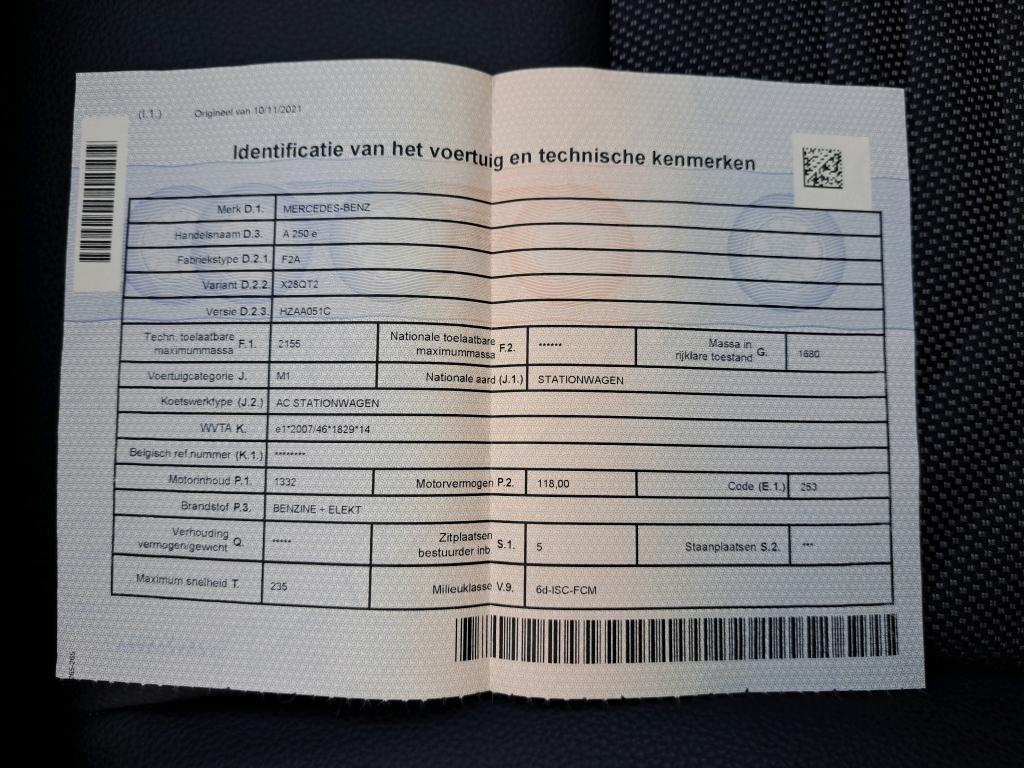 (I.1.) Origineel van 10/11/2021
Identificatie van het voertuig en technische kenmerken
Merk D.1. MERCEDES-BENZ
Handelsnaam D.3. A 250 e
Fabriekstype D.2.1. F2A
Variant D.2.2. X28QT2
Versie D.2.3. HZAA051C
Techn. toelaatbare maximummassa F.1. 2155 Nationale toelaatbare maximummassa F.2. ****** Massa in rijklare toestand G. 1680
Voertuigcategorie J. M1 Nationale aard (J.1.) STATIONWAGEN
Koetswerktype (J.2.) AC STATIONWAGEN
WVTA K. e1*2007/46*1829*14
Belgisch ref.nummer (K.1.) ********
Motorinhoud P.1. 1332 Motorvermogen P.2. 118,00 Code (E.1.) 253
Brandstof P.3. BENZINE + ELEKT
Verhouding vermogen/gewicht Q. ***** Zitplaatsen bestuurder inb S.1. 5 Staanplaatsen S.2. ***
Maximum snelheid T. 235 Milieuklasse V.9. 6d-ISC-FCM